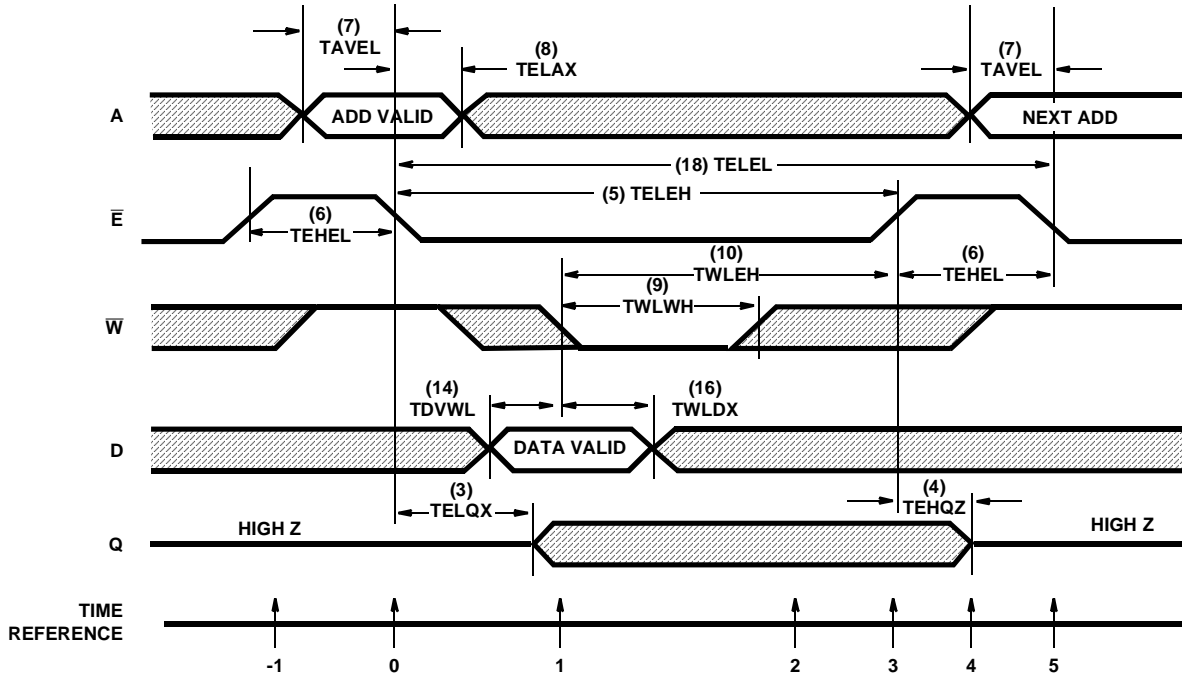 (7)
TAVEL
(8)
TELAX
(7)
TAVEL
A
ADD VALID
NEXT ADD
(18) TELEL
(5) TELEH
E̅
(6)
TEHEL
(10)
TWLEH
(6)
TEHEL
(9)
TWLWH
W̅
(14)
TDVWL
(16)
TWLDX
D
DATA VALID
(3)
TELQX
(4)
TEHQZ
HIGH Z
HIGH Z
Q
TIME
REFERENCE
-1 0 1 2 3 4 5